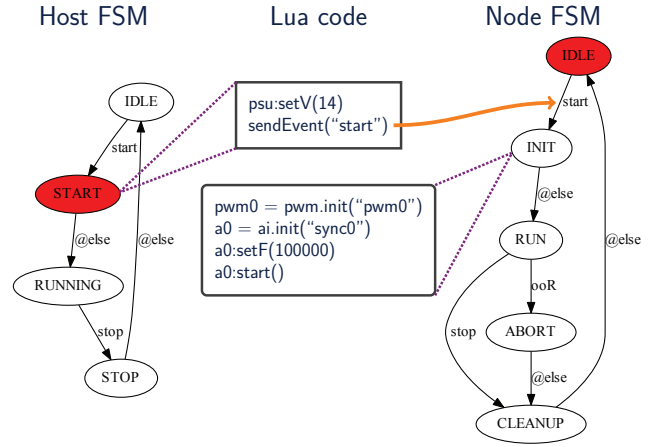 Host FSM
Lua code
Node FSM
IDLE
start
START
@else
@else
RUNNING
stop
STOP
psu:setV(14)
sendEvent(“start”)
pwm0 = pwm.init(“pwm0”)
a0 = ai.init(“sync0”)
a0:setF(100000)
a0:start()
IDLE
start
INIT
@else
RUN
@else
ooR
stop
ABORT
@else
CLEANUP